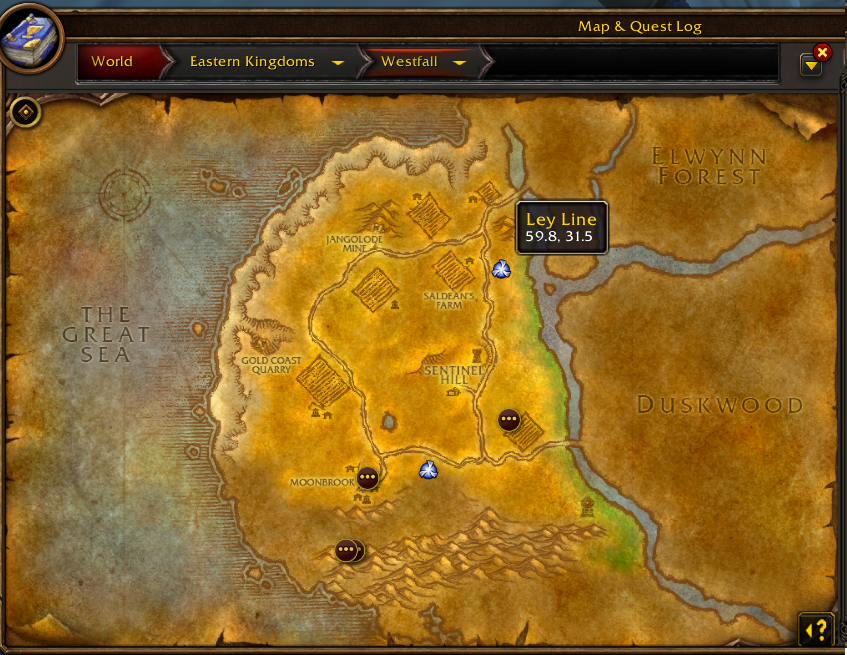 Map & Quest Log
World
Eastern Kingdoms
Westfall
ELWYNN
FOREST
Ley Line
59.8, 31.5
JANGOLODE
MINE
SALDEAN'S
FARM
THE
GREAT
SEA
GOLD COAST
QUARRY
SENTINEL
HILL
DUSKWOOD
MOONBROOK
?